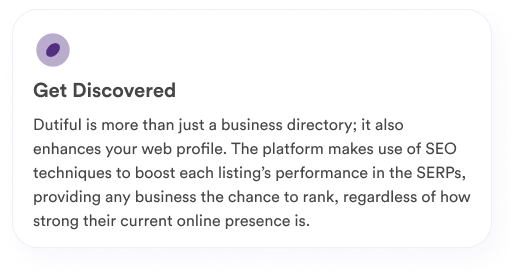 Get Discovered
Dutiful is more than just a business directory; it also
enhances your web profile. The platform makes use of SEO
techniques to boost each listing’s performance in the SERPs,
providing any business the chance to rank, regardless of how
strong their current online presence is.